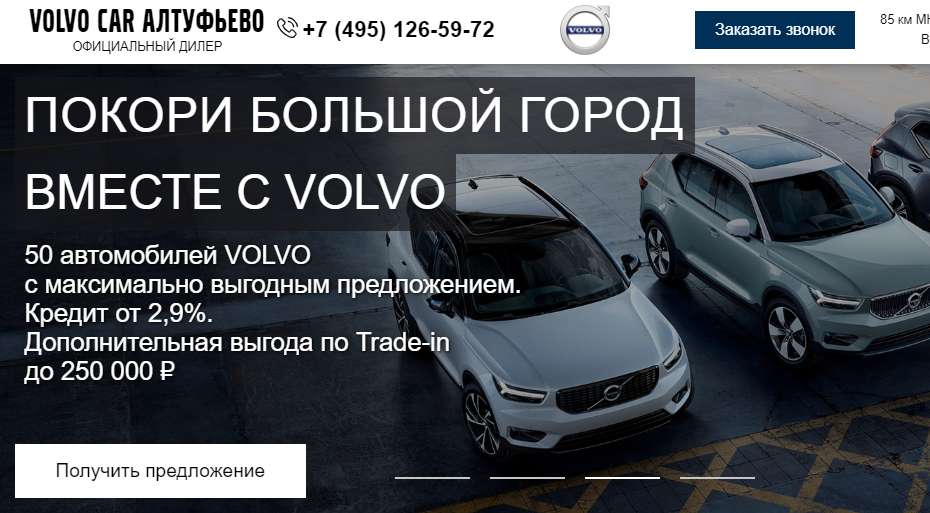 VOLVO CAR АЛТУФЬЕВО
ОФИЦИАЛЬНЫЙ ДИЛЕР
+7 (495) 126-59-72
VOLVO
Заказать звонок
85 км
ПОКОРИ БОЛЬШОЙ ГОРОД
ВМЕСТЕ С VOLVO
50 автомобилей VOLVO
с максимально выгодным предложением.
Кредит от 2,9%.
Дополнительная выгода по Trade-in
до 250 000 ₽
Получить предложение